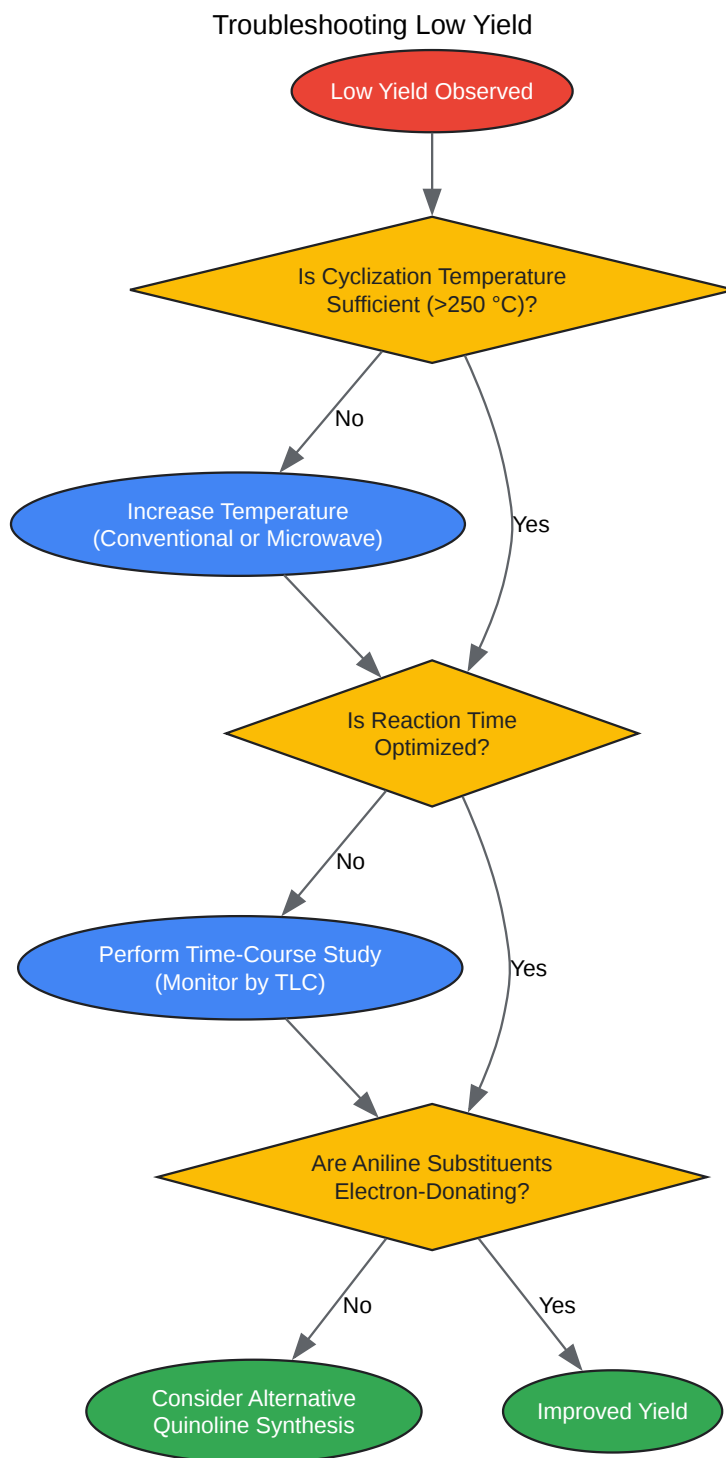 Troubleshooting Low Yield
Low Yield Observed
Is Cyclization Temperature
Sufficient (>250 °C)?
No
Yes
Increase Temperature
(Conventional or Microwave)
Is Reaction Time
Optimized?
No
Yes
Perform Time-Course Study
(Monitor by TLC)
Are Aniline Substituents
Electron-Donating?
No
Yes
Consider Alternative
Quinoline Synthesis
Improved Yield